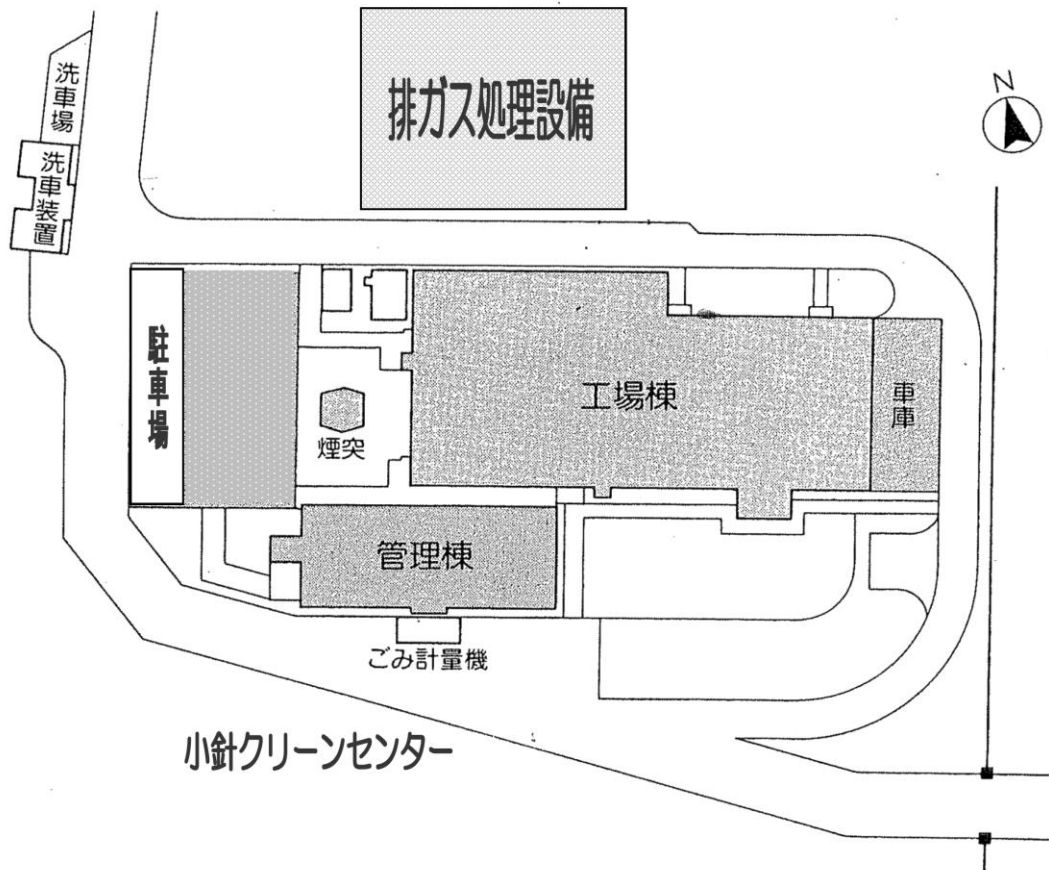 排ガス処理設備
N
洗車場
洗車装置
駐車場
工場棟
車庫
煙突
管理棟
ごみ計量機
小針クリーンセンター